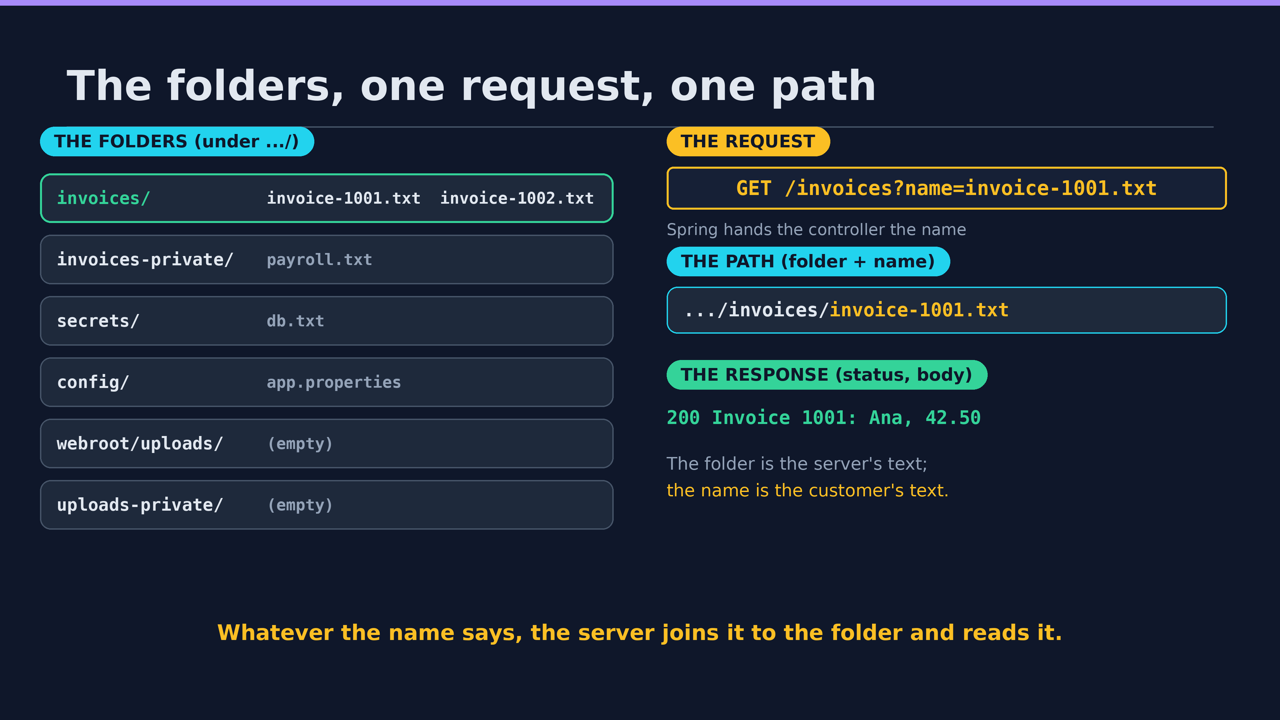 The folders, one request, one path
THE FOLDERS (under .../)
invoices/ invoice-1001.txt invoice-1002.txt
invoices-private/ payroll.txt
secrets/ db.txt
config/ app.properties
webroot/uploads/ (empty)
uploads-private/ (empty)
THE REQUEST
GET /invoices?name=invoice-1001.txt
Spring hands the controller the name
THE PATH (folder + name)
.../invoices/invoice-1001.txt
THE RESPONSE (status, body)
200 Invoice 1001: Ana, 42.50
The folder is the server's text;
the name is the customer's text.
Whatever the name says, the server joins it to the folder and reads it.